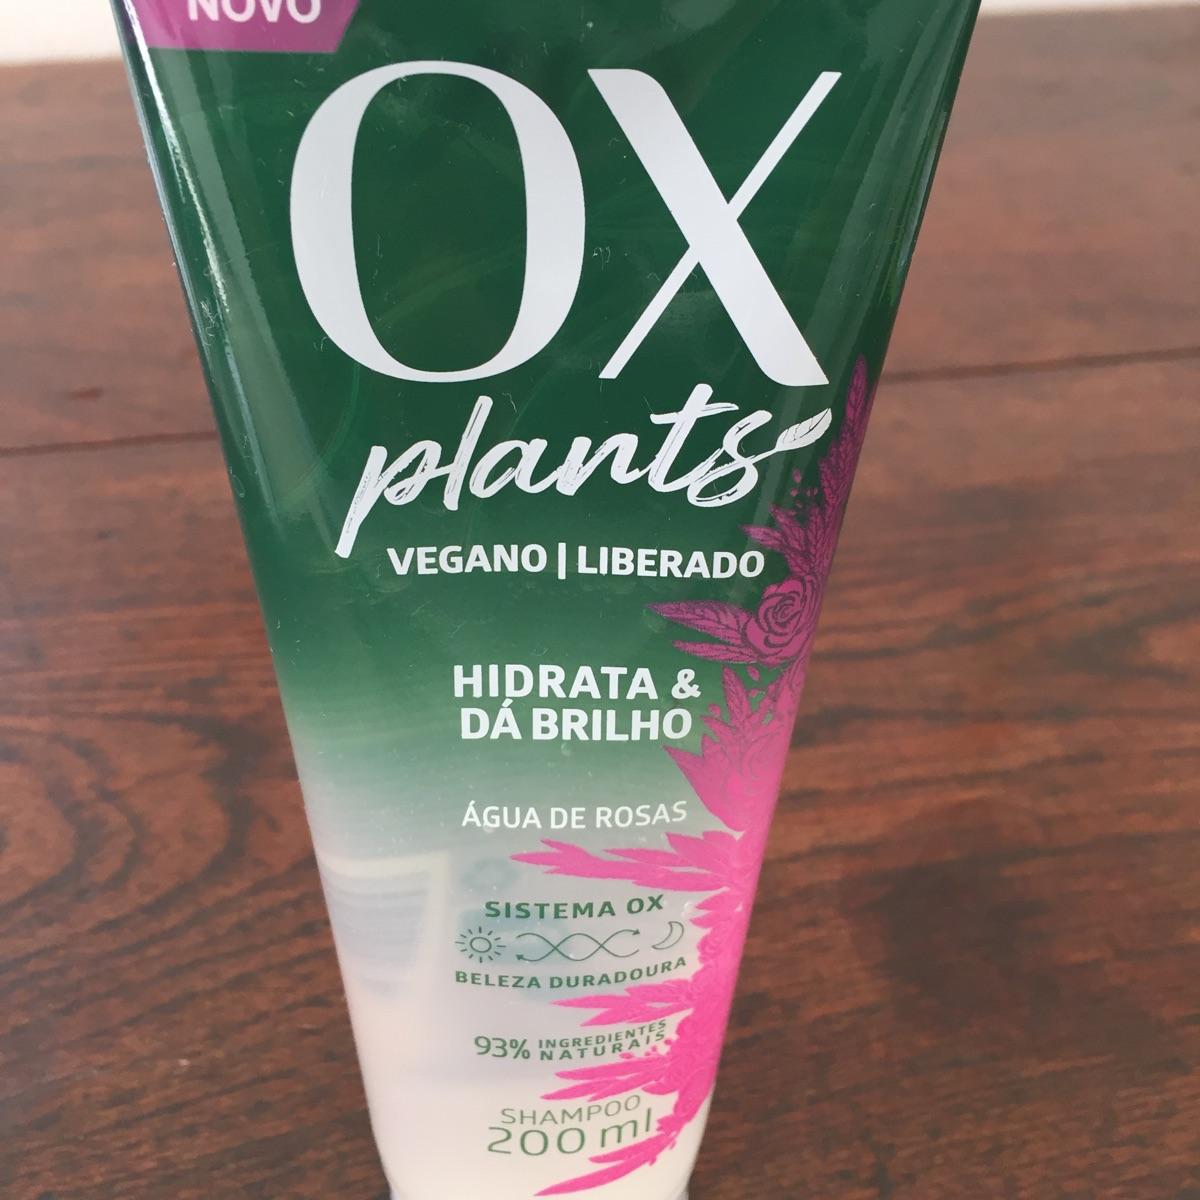 NOVO
OX
plants
VEGANO | LIBERADO
HIDRATA &
DÁ BRILHO
ÁGUA DE ROSAS
SISTEMA OX
BELEZA DURADOURA
93% INGREDIENTES
NATURAIS
SHAMPOO
200 ml